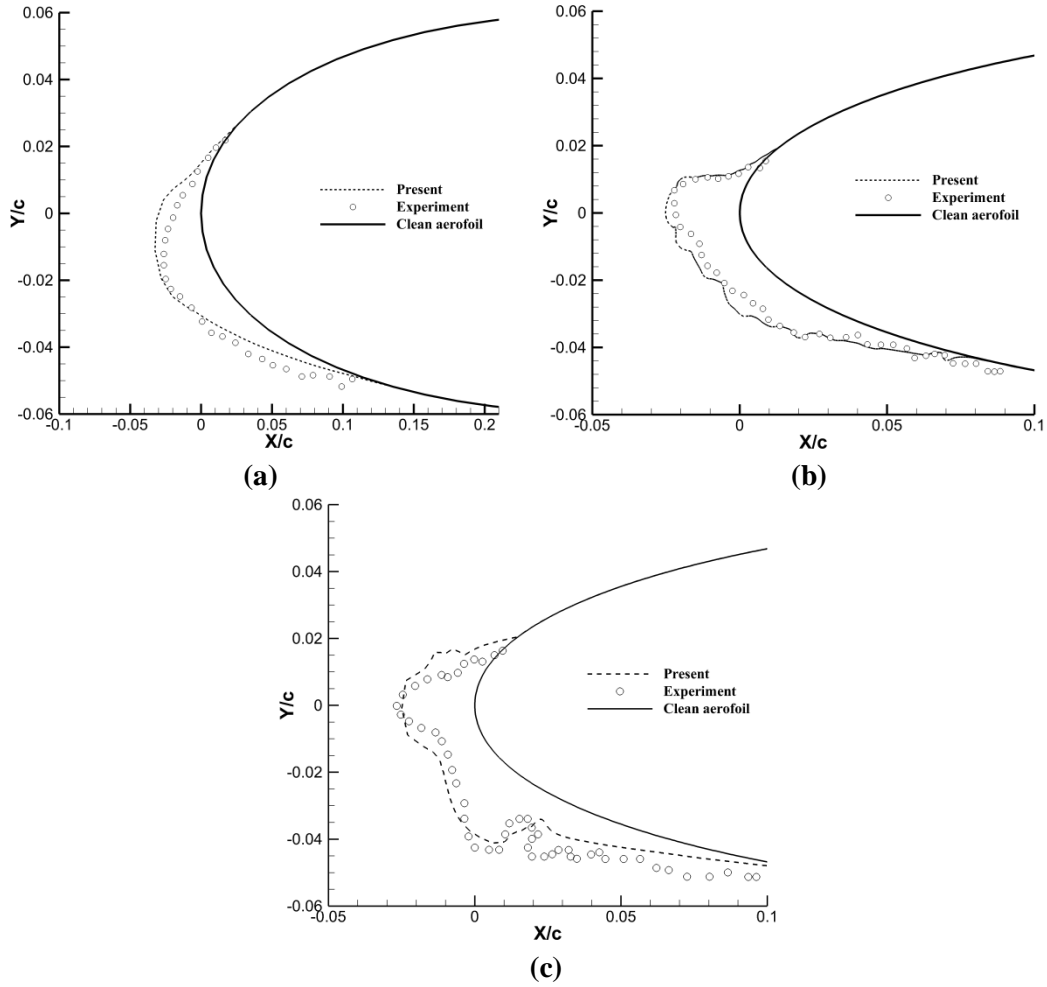 0.06
0.04
0.02
0
-0.02
-0.04
-0.06
Y/c
-0.1
-0.05
0
0.05
0.1
0.15
0.2
X/c
Present
Experiment
Clean aerofoil
(a)
0.06
0.04
0.02
0
-0.02
-0.04
-0.06
Y/c
-0.05
0
0.05
0.1
X/c
Present
Experiment
Clean aerofoil
(b)
0.06
0.04
0.02
0
-0.02
-0.04
-0.06
Y/c
-0.05
0
0.05
0.1
X/c
Present
Experiment
Clean aerofoil
(c)